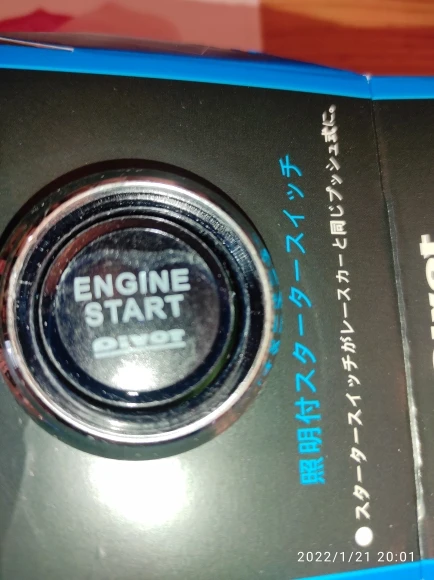 ENGINE
START
PIVOT
照明付スタータースイッチ
●スタータースイッチがレースカーと同じプッシュ式に。
2022/1/21 20:01